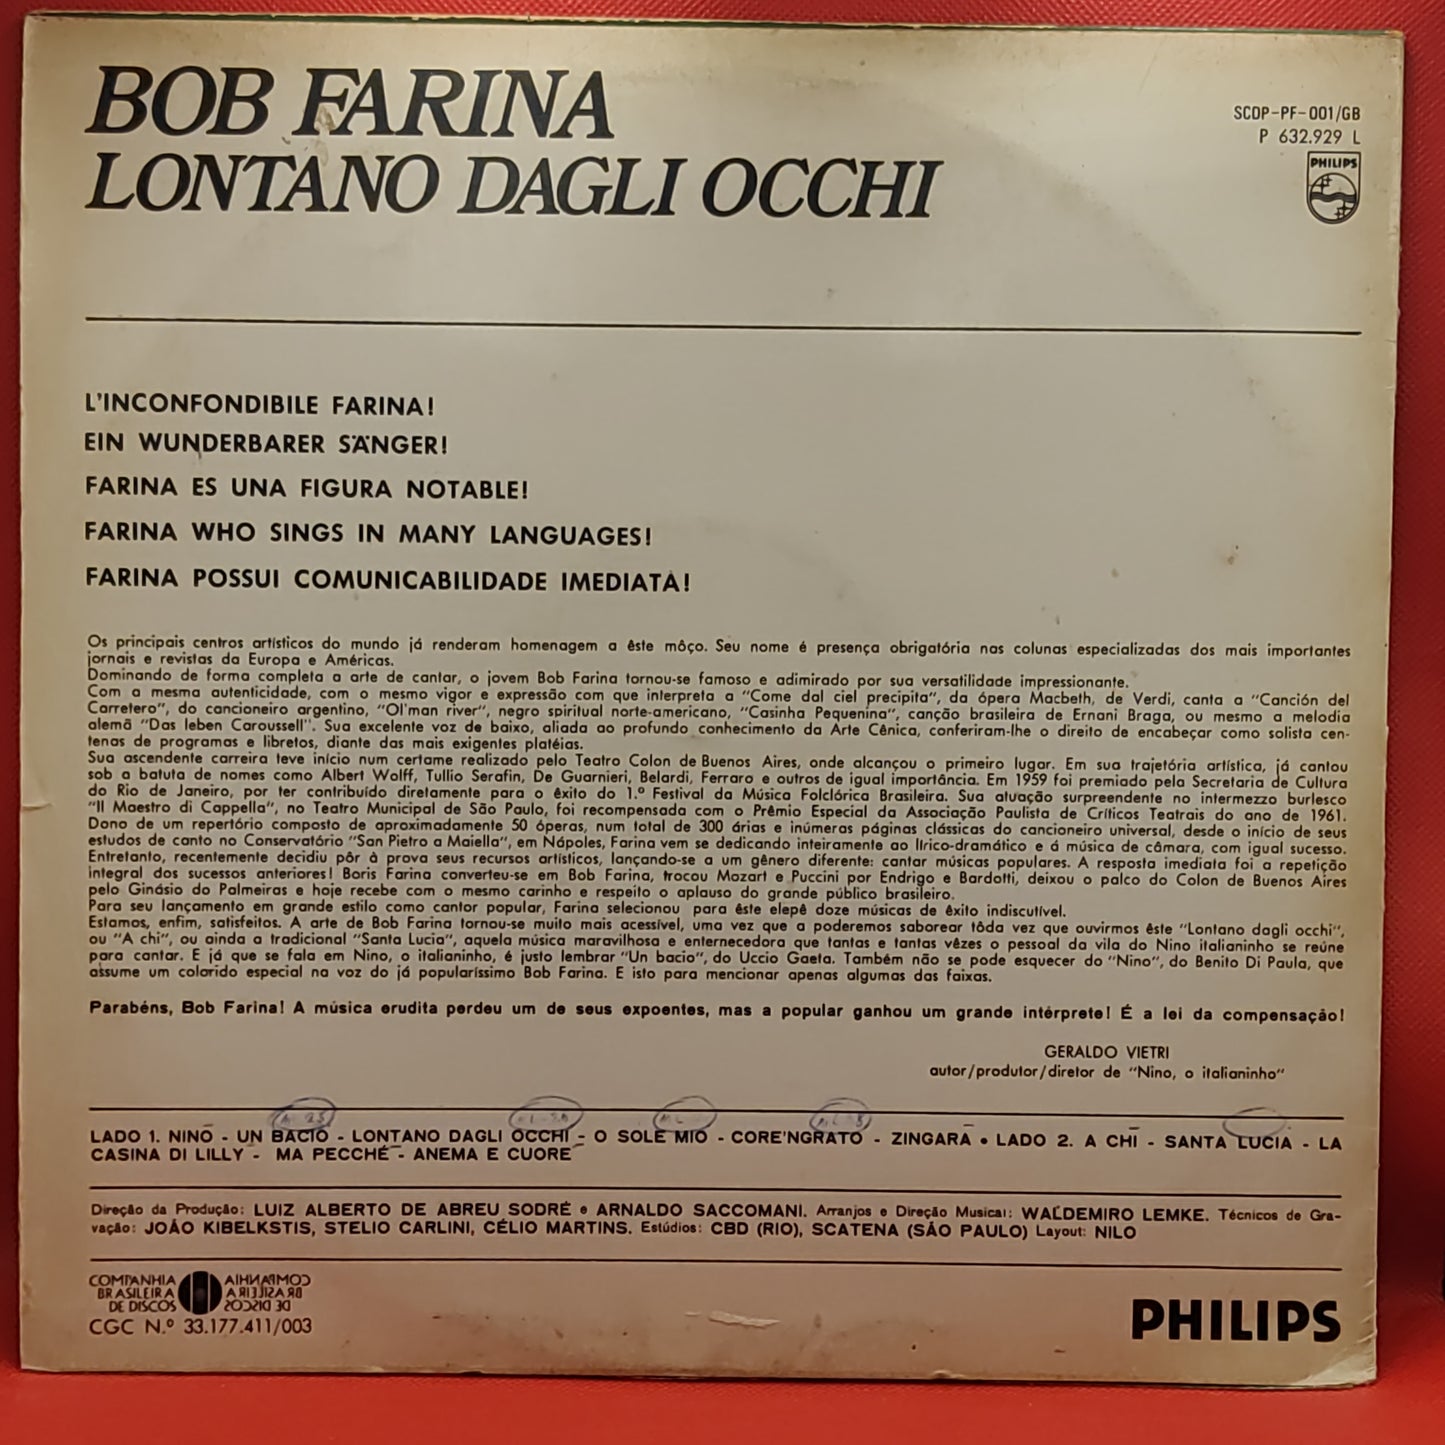 BOB FARINA
LONTANO DAGLI OCCHI
SCDP-PF-001/GB
P 632.929 L
PHILIPS
L'INCONFONDIBILE FARINA!
EIN WUNDERBARER SÄNGER!
FARINA ES UNA FIGURA NOTABLE!
FARINA WHO SINGS IN MANY LANGUAGES!
FARINA POSSUI COMUNICABILIDADE IMEDIATA!
Os principais centros artísticos do mundo já renderam homenagem a êste môço. Seu nome é presença obrigatória nas colunas especializadas dos mais importantes
jornais e revistas da Europa e Américas.
Dominando de forma completa a arte de cantar, o jovem Bob Farina tornou-se famoso e adimirado por sua versatilidade impressionante.
Com a mesma autenticidade, com o mesmo vigor e expressão com que interpreta a "Come dal ciel precipita", da ópera Macbeth, de Verdi, canta a "Canción del
Carretero", do cancioneiro argentino, "Ol'man river", negro spiritual norte-americano, "Casinha Pequenina", canção brasileira de Ernani Braga, ou mesmo a melodia
alemã "Das leben Caroussell". Sua excelente voz de baixo, aliada ao profundo conhecimento da Arte Cênica, conferiram-lhe o direito de encabeçar como solista cen-
tenas de programas e libretos, diante das mais exigentes platéias.
Sua ascendente carreira teve início num certame realizado pelo Teatro Colon de Buenos Aires, onde alcançou o primeiro lugar. Em sua trajetória artística, já cantou
sob a batuta de nomes como Albert Wolff, Tullio Serafin, De Guarnieri, Belardi, Ferraro e outros de igual importância. Em 1959 foi premiado pela Secretaria de Cultura
do Rio de Janeiro, por ter contribuído diretamente para o êxito do 1.º Festival da Música Folclórica Brasileira. Sua atuação surpreendente no intermezzo burlesco
"Il Maestro di Cappella", no Teatro Municipal de São Paulo, foi recompensada com o Prêmio Especial da Associação Paulista de Críticos Teatrais do ano de 1961.
Dono de um repertório composto de aproximadamente 50 óperas, num total de 300 árias e inúmeras páginas clássicas do cancioneiro universal, desde o início de seus
estudos de canto no Conservatório "San Pietro a Maiella", em Nápoles, Farina vem se dedicando inteiramente ao lírico-dramático e á música de câmara, com igual sucesso.
Entretanto, recentemente decidiu pôr à prova seus recursos artísticos, lançando-se a um gênero diferente: cantar músicas populares. A resposta imediata foi a repetição
integral dos sucessos anteriores! Boris Farina converteu-se em Bob Farina, trocou Mozart e Puccini por Endrigo e Bardotti, deixou o palco do Colon de Buenos Aires
pelo Ginásio do Palmeiras e hoje recebe com o mesmo carinho e respeito o aplauso do grande público brasileiro.
Para seu lançamento em grande estilo como cantor popular, Farina selecionou para êste elepê doze músicas de êxito indiscutível.
Estamos, enfim, satisfeitos. A arte de Bob Farina tornou-se muito mais acessível, uma vez que a poderemos saborear tôda vez que ouvirmos êste "Lontano dagli occhi",
ou "A chi", ou ainda a tradicional "Santa Lucia", aquela música maravilhosa e enternecedora que tantas e tantas vêzes o pessoal da vila do Nino italianinho se reúne
para cantar. E já que se fala em Nino, o italianinho, é justo lembrar "Un bacio", do Uccio Gaeta. Também não se pode esquecer do "Nino", do Benito Di Paula, que
assume um colorido especial na voz do já popularíssimo Bob Farina. E isto para mencionar apenas algumas das faixas.
Parabéns, Bob Farina! A música erudita perdeu um de seus expoentes, mas a popular ganhou um grande intérprete! É a lei da compensação!
GERALDO VIETRI
autor/produtor/diretor de "Nino, o italianinho"
LADO 1. NINO - UN BACIO - LONTANO DAGLI OCCHI - O SOLE MIO - CORE'NGRATO - ZINGARA • LADO 2. A CHI - SANTA LUCIA - LA
CASINA DI LILLY - MA PECCHÉ - ANEMA E CUORE
Direção da Produção: LUIZ ALBERTO DE ABREU SODRÉ e ARNALDO SACCOMANI. Arranjos e Direção Musical: WALDEMIRO LEMKE. Técnicos de Gra-
vação: JOÃO KIBELKSTIS, STELIO CARLINI, CÉLIO MARTINS. Estúdios: CBD (RIO), SCATENA (SÃO PAULO) Layout: NILO
COMPANHIA
BRASILEIRA
DE DISCOS
COMPANHIA
BRASILEIRA
DE DISCOS
CGC N.º 33.177.411/003
PHILIPS